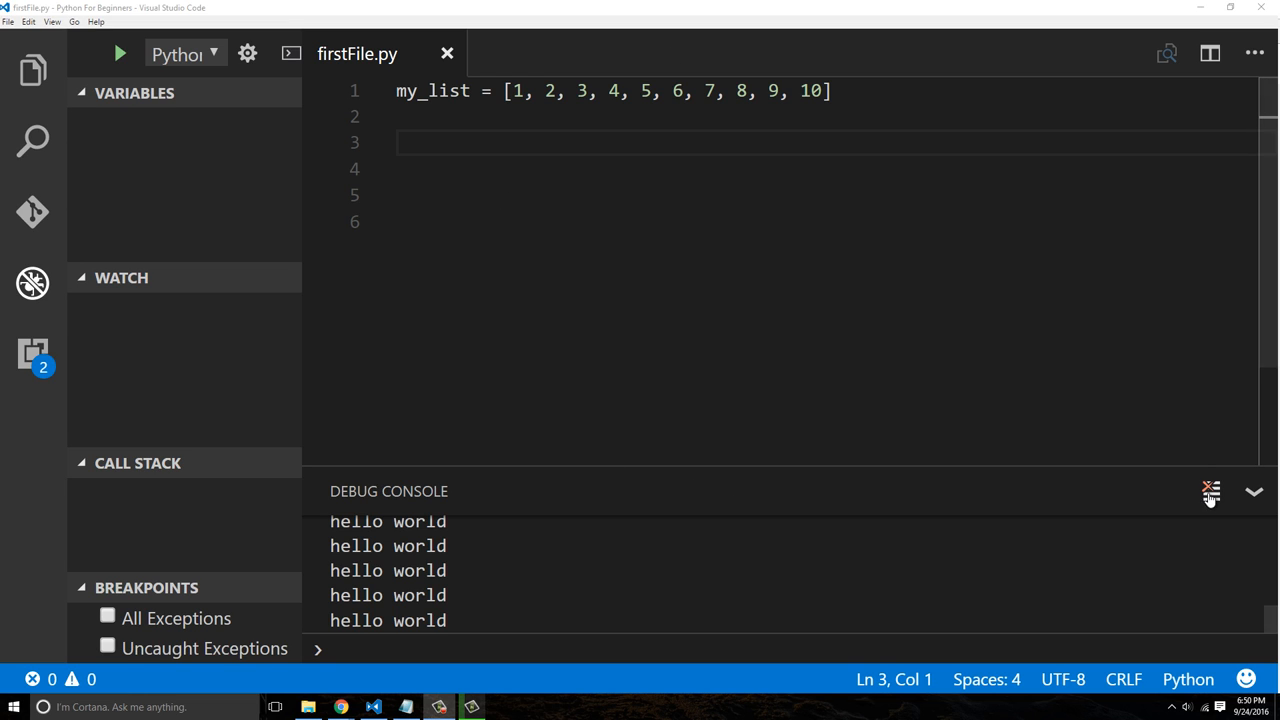 firstFile.py - Python For Beginners - Visual Studio Code
File Edit View Go Help
Pythoı
firstFile.py
VARIABLES
1 my_list = [1, 2, 3, 4, 5, 6, 7, 8, 9, 10]
2
3
4
5
6
WATCH
2
CALL STACK
DEBUG CONSOLE
hello world
hello world
hello world
hello world
hello world
BREAKPOINTS
All Exceptions
Uncaught Exceptions
0 0 Ln 3, Col 1 Spaces: 4 UTF-8 CRLF Python
I'm Cortana. Ask me anything.
6:50 PM
9/24/2016